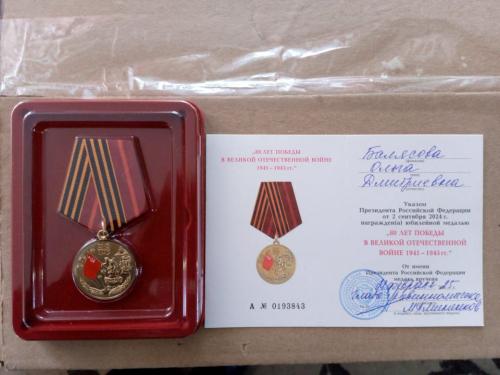 „80 ЛЕТ ПОБЕДЫ
В ВЕЛИКОЙ ОТЕЧЕСТВЕННОЙ ВОЙНЕ
1941–1945 гг."
А № 0193843
Балясова
Ольга
Дмитриевна
Указом
Президента Российской Федерации
от 2 сентября 2024 г.
награжден(а) юбилейной медалью
„80 ЛЕТ ПОБЕДЫ
В ВЕЛИКОЙ ОТЕЧЕСТВЕННОЙ
ВОЙНЕ 1941–1945 гг."
От имени
Президента Российской Федерации
медаль вручена
25